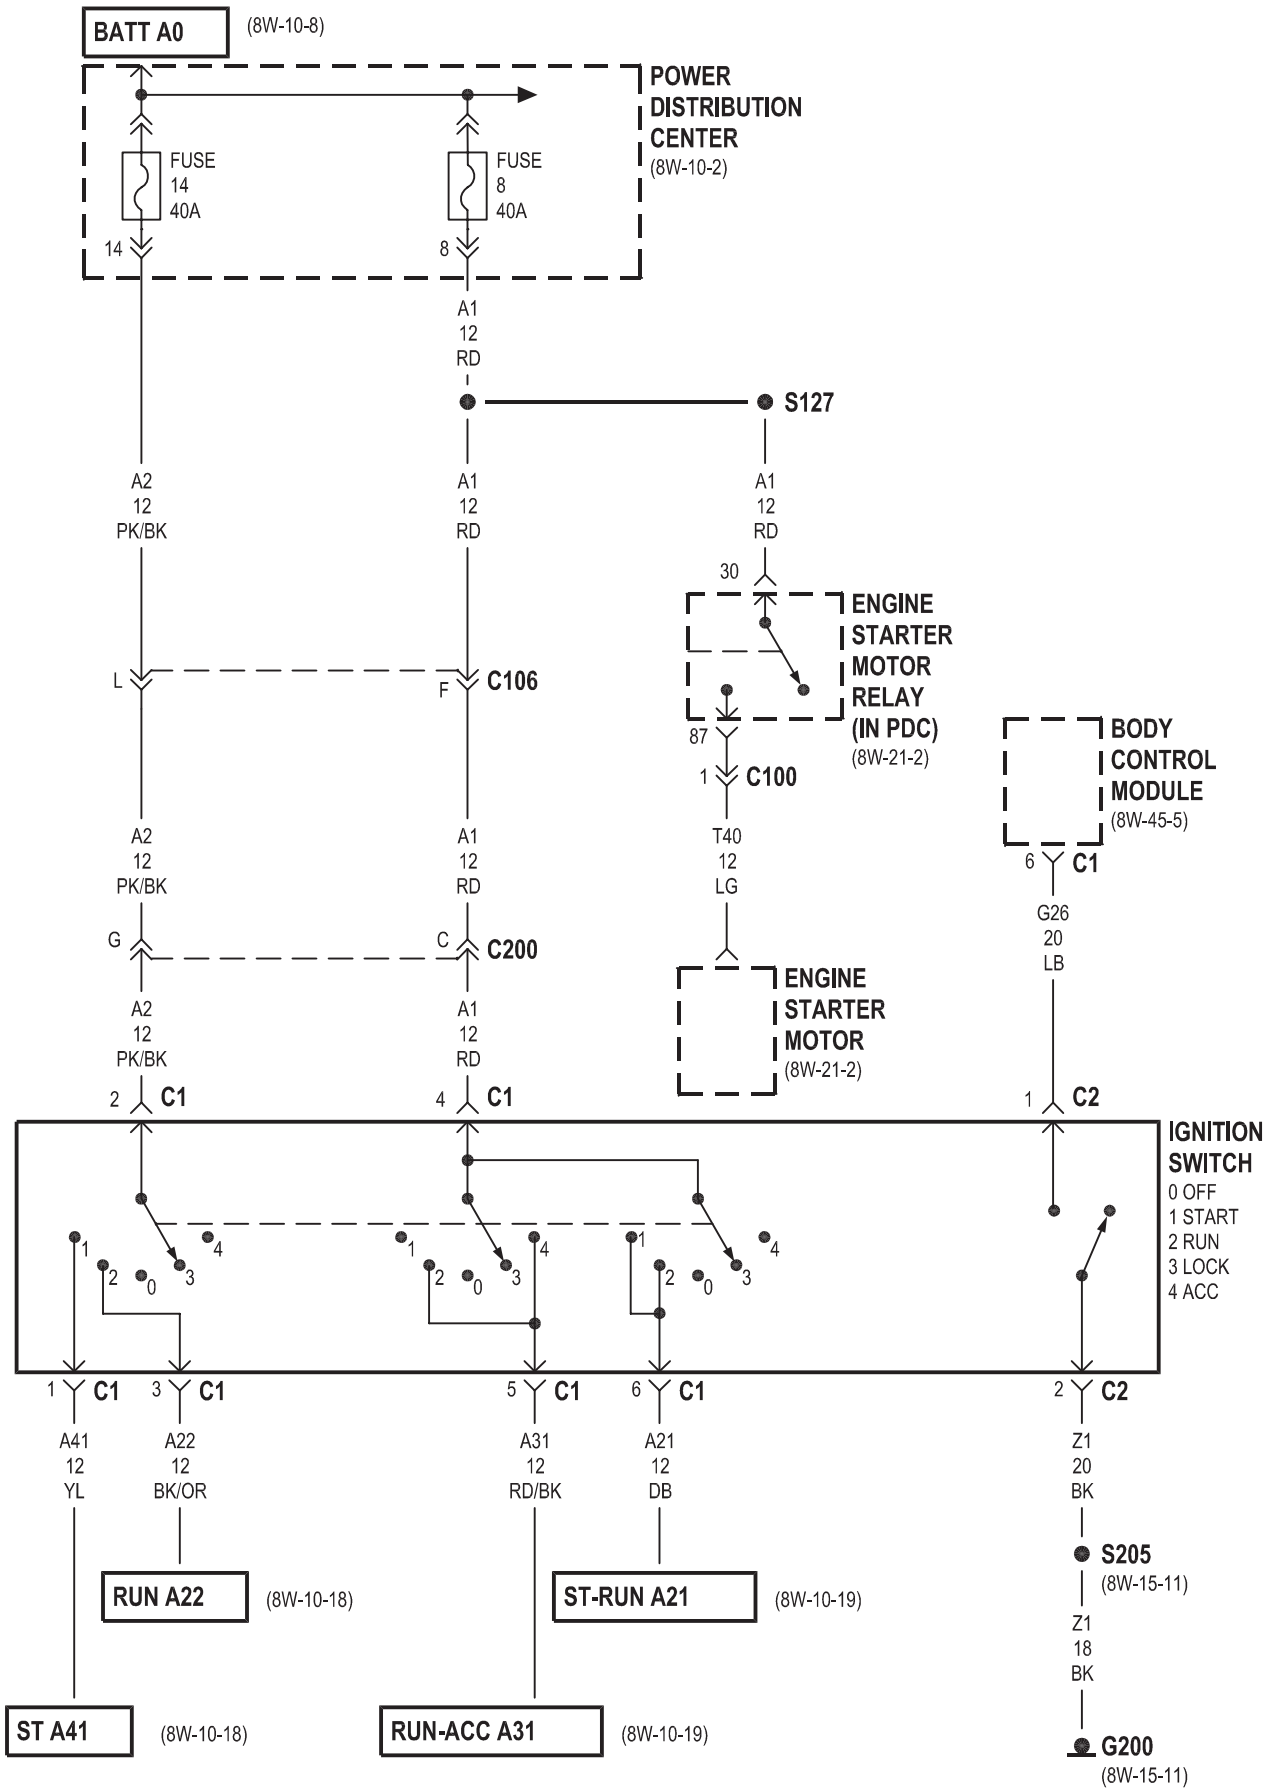 BATT A0
(8W-10-8)
POWER
DISTRIBUTION
CENTER
(8W-10-2)
FUSE
14
40A
FUSE
8
40A
14
8
A1
12
RD
S127
A2
12
PK/BK
A1
12
RD
A1
12
RD
30
ENGINE
STARTER
MOTOR
RELAY
(IN PDC)
(8W-21-2)
L
F
C106
87
1
C100
BODY
CONTROL
MODULE
(8W-45-5)
A2
12
PK/BK
A1
12
RD
T40
12
LG
6
C1
G26
20
LB
G
C
C200
ENGINE
STARTER
MOTOR
(8W-21-2)
A2
12
PK/BK
A1
12
RD
2
C1
4
C1
1
C2
IGNITION
SWITCH
0 OFF
1 START
2 RUN
3 LOCK
4 ACC
1
2
0
3
4
1
2
0
3
4
1
2
0
3
4
1
C1
3
C1
5
C1
6
C1
2
C2
A41
12
YL
A22
12
BK/OR
A31
12
RD/BK
A21
12
DB
Z1
20
BK
S205
(8W-15-11)
RUN A22
(8W-10-18)
ST-RUN A21
(8W-10-19)
Z1
18
BK
ST A41
(8W-10-18)
RUN-ACC A31
(8W-10-19)
G200
(8W-15-11)